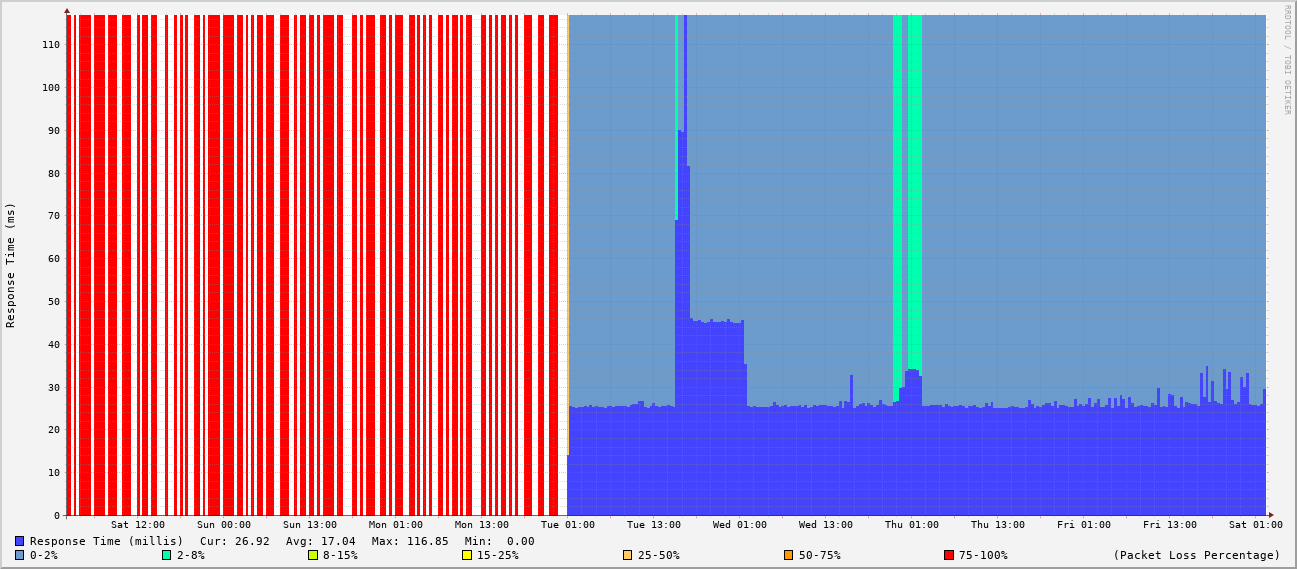 RRDTOOL / TOBI OETIKER
Response Time (ms)
110
100
90
80
70
60
50
40
30
20
10
0
Sat 12:00 Sun 00:00 Sun 13:00 Mon 01:00 Mon 13:00 Tue 01:00 Tue 13:00 Wed 01:00 Wed 13:00 Thu 01:00 Thu 13:00 Fri 01:00 Fri 13:00 Sat 01:00
Response Time (millis) Cur: 26.92 Avg: 17.04 Max: 116.85 Min: 0.00
0-2% 2-8% 8-15% 15-25% 25-50% 50-75% 75-100% (Packet Loss Percentage)